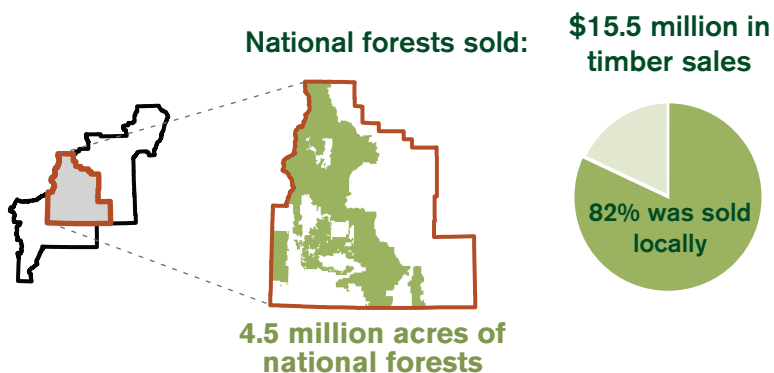 National forests sold:
$15.5 million in
timber sales
82% was sold
locally
4.5 million acres of
national forests